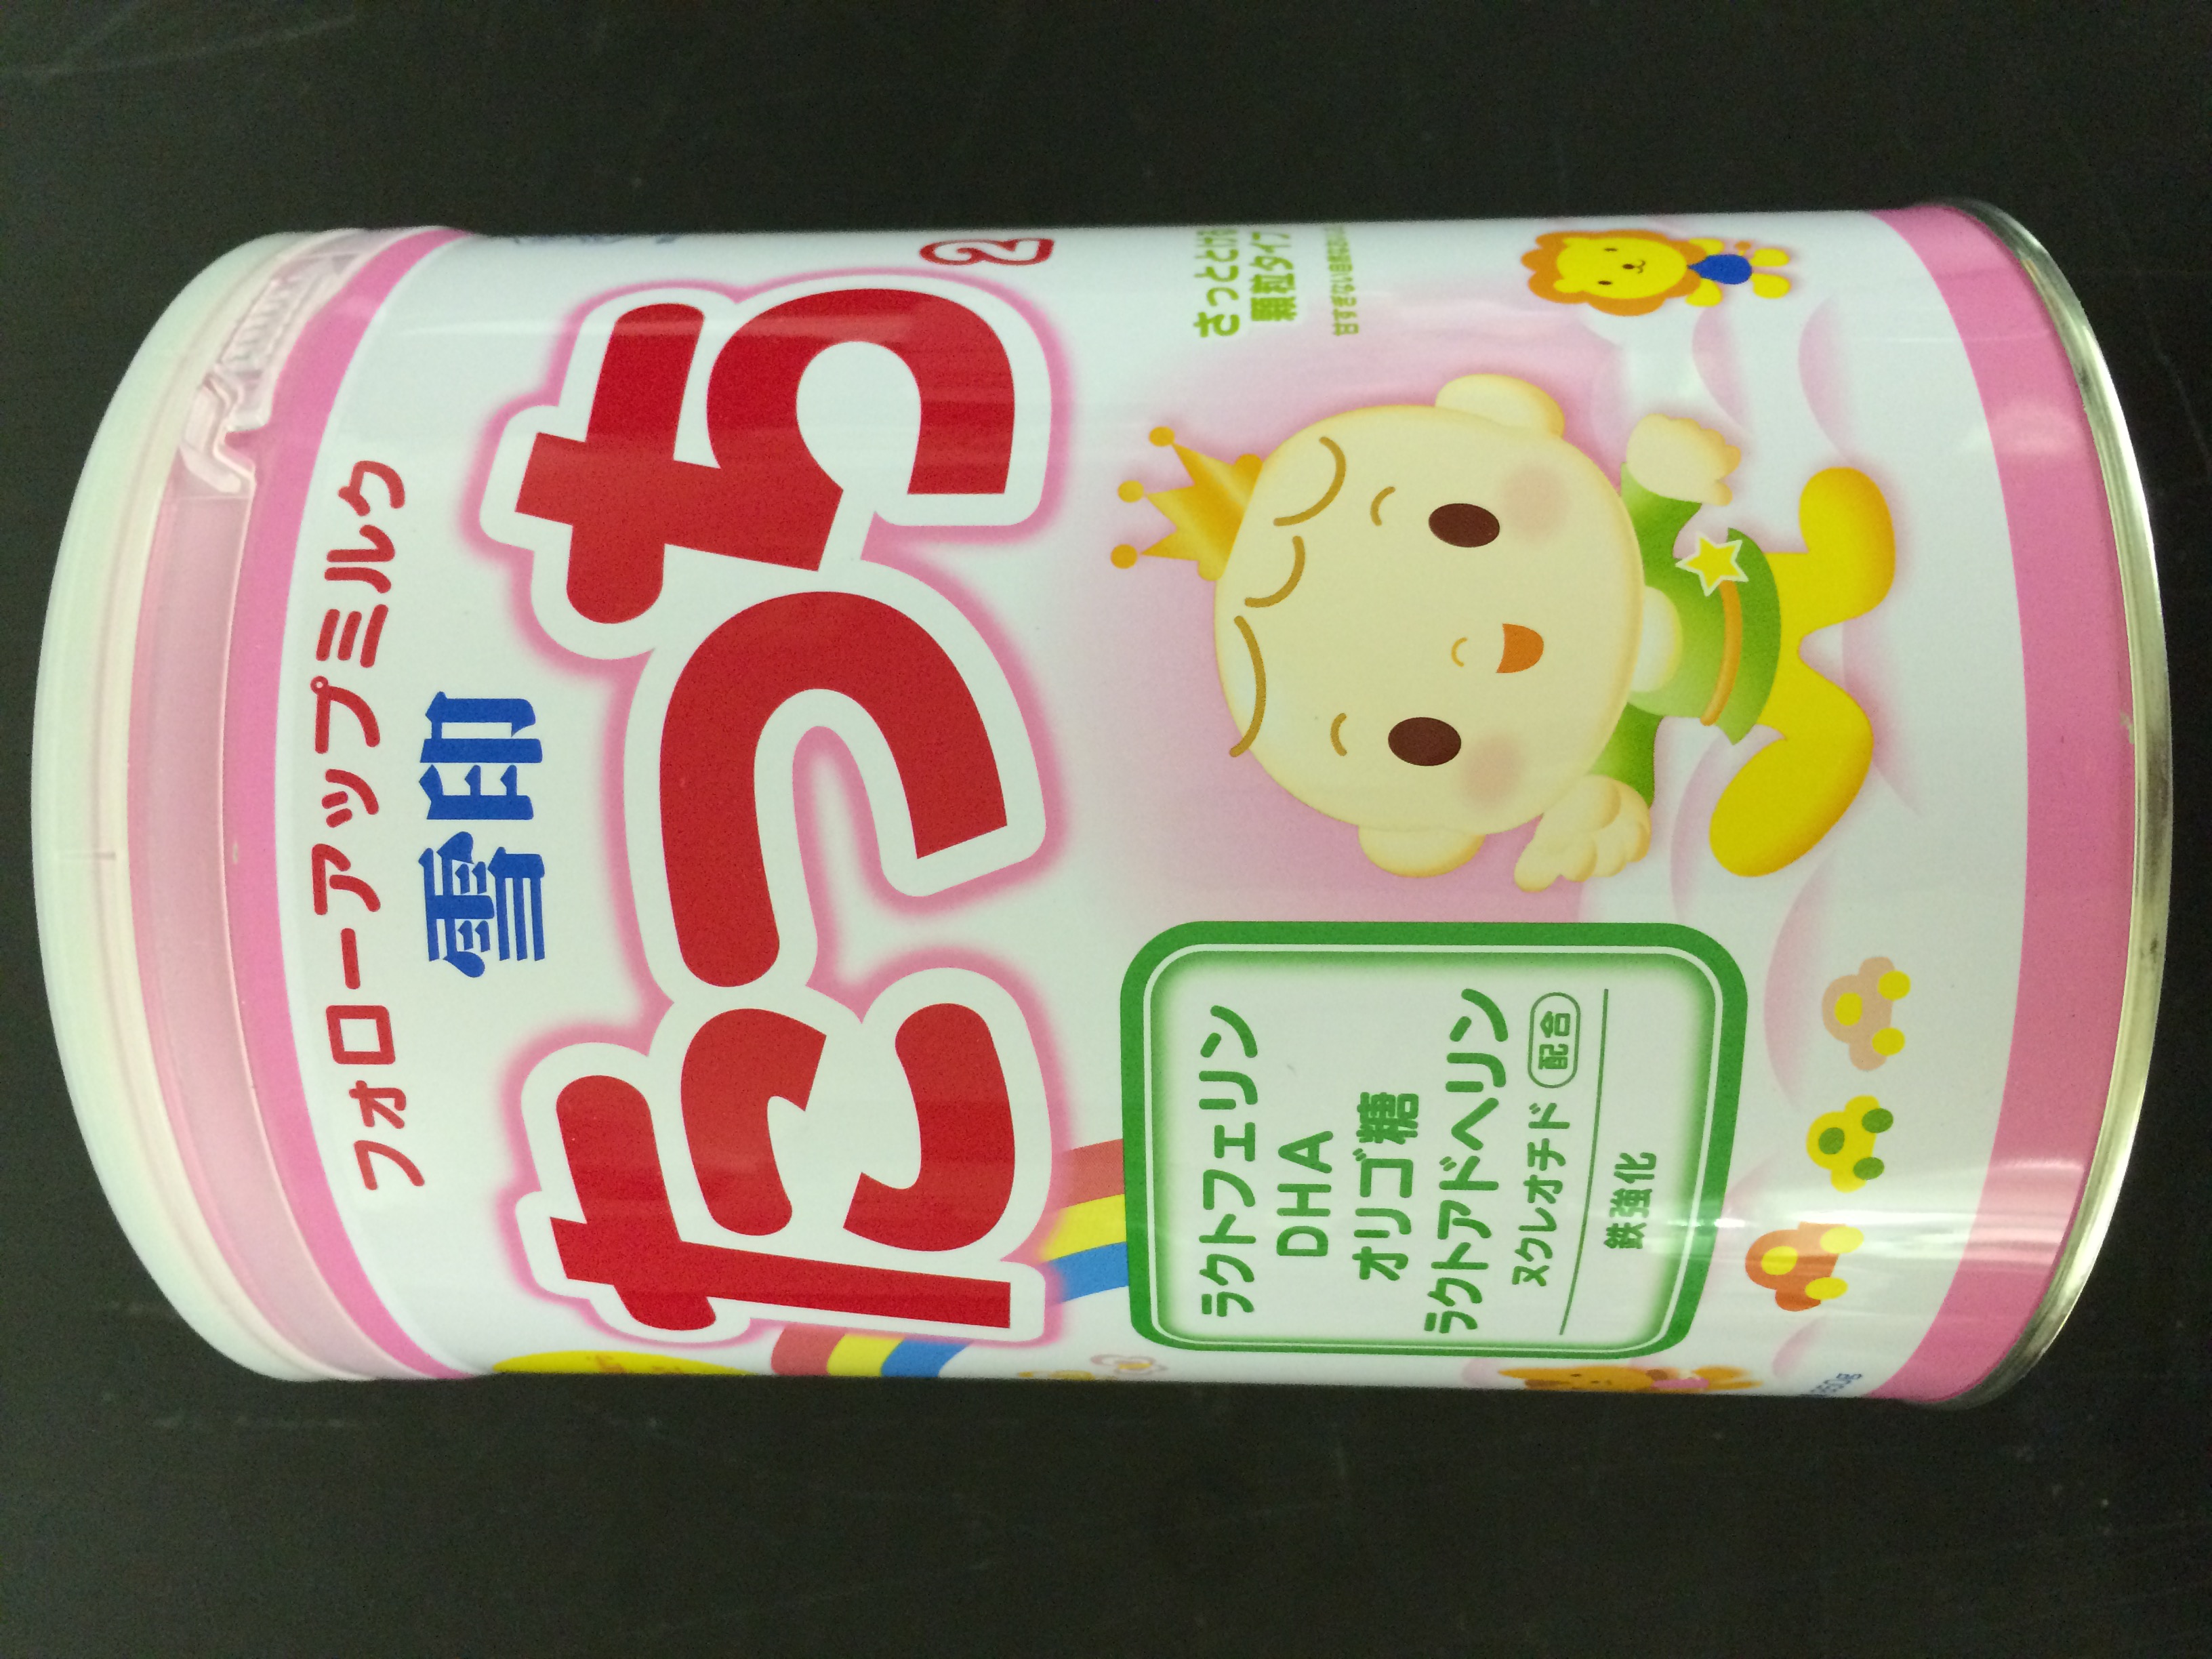 フォローアップミルク
雪印
たっち
2
さっととける
顆粒タイプ
ラクトフェリン
DHA
オリゴ糖
ラクトアドヘリン
ヌクレオチド 配合
鉄強化